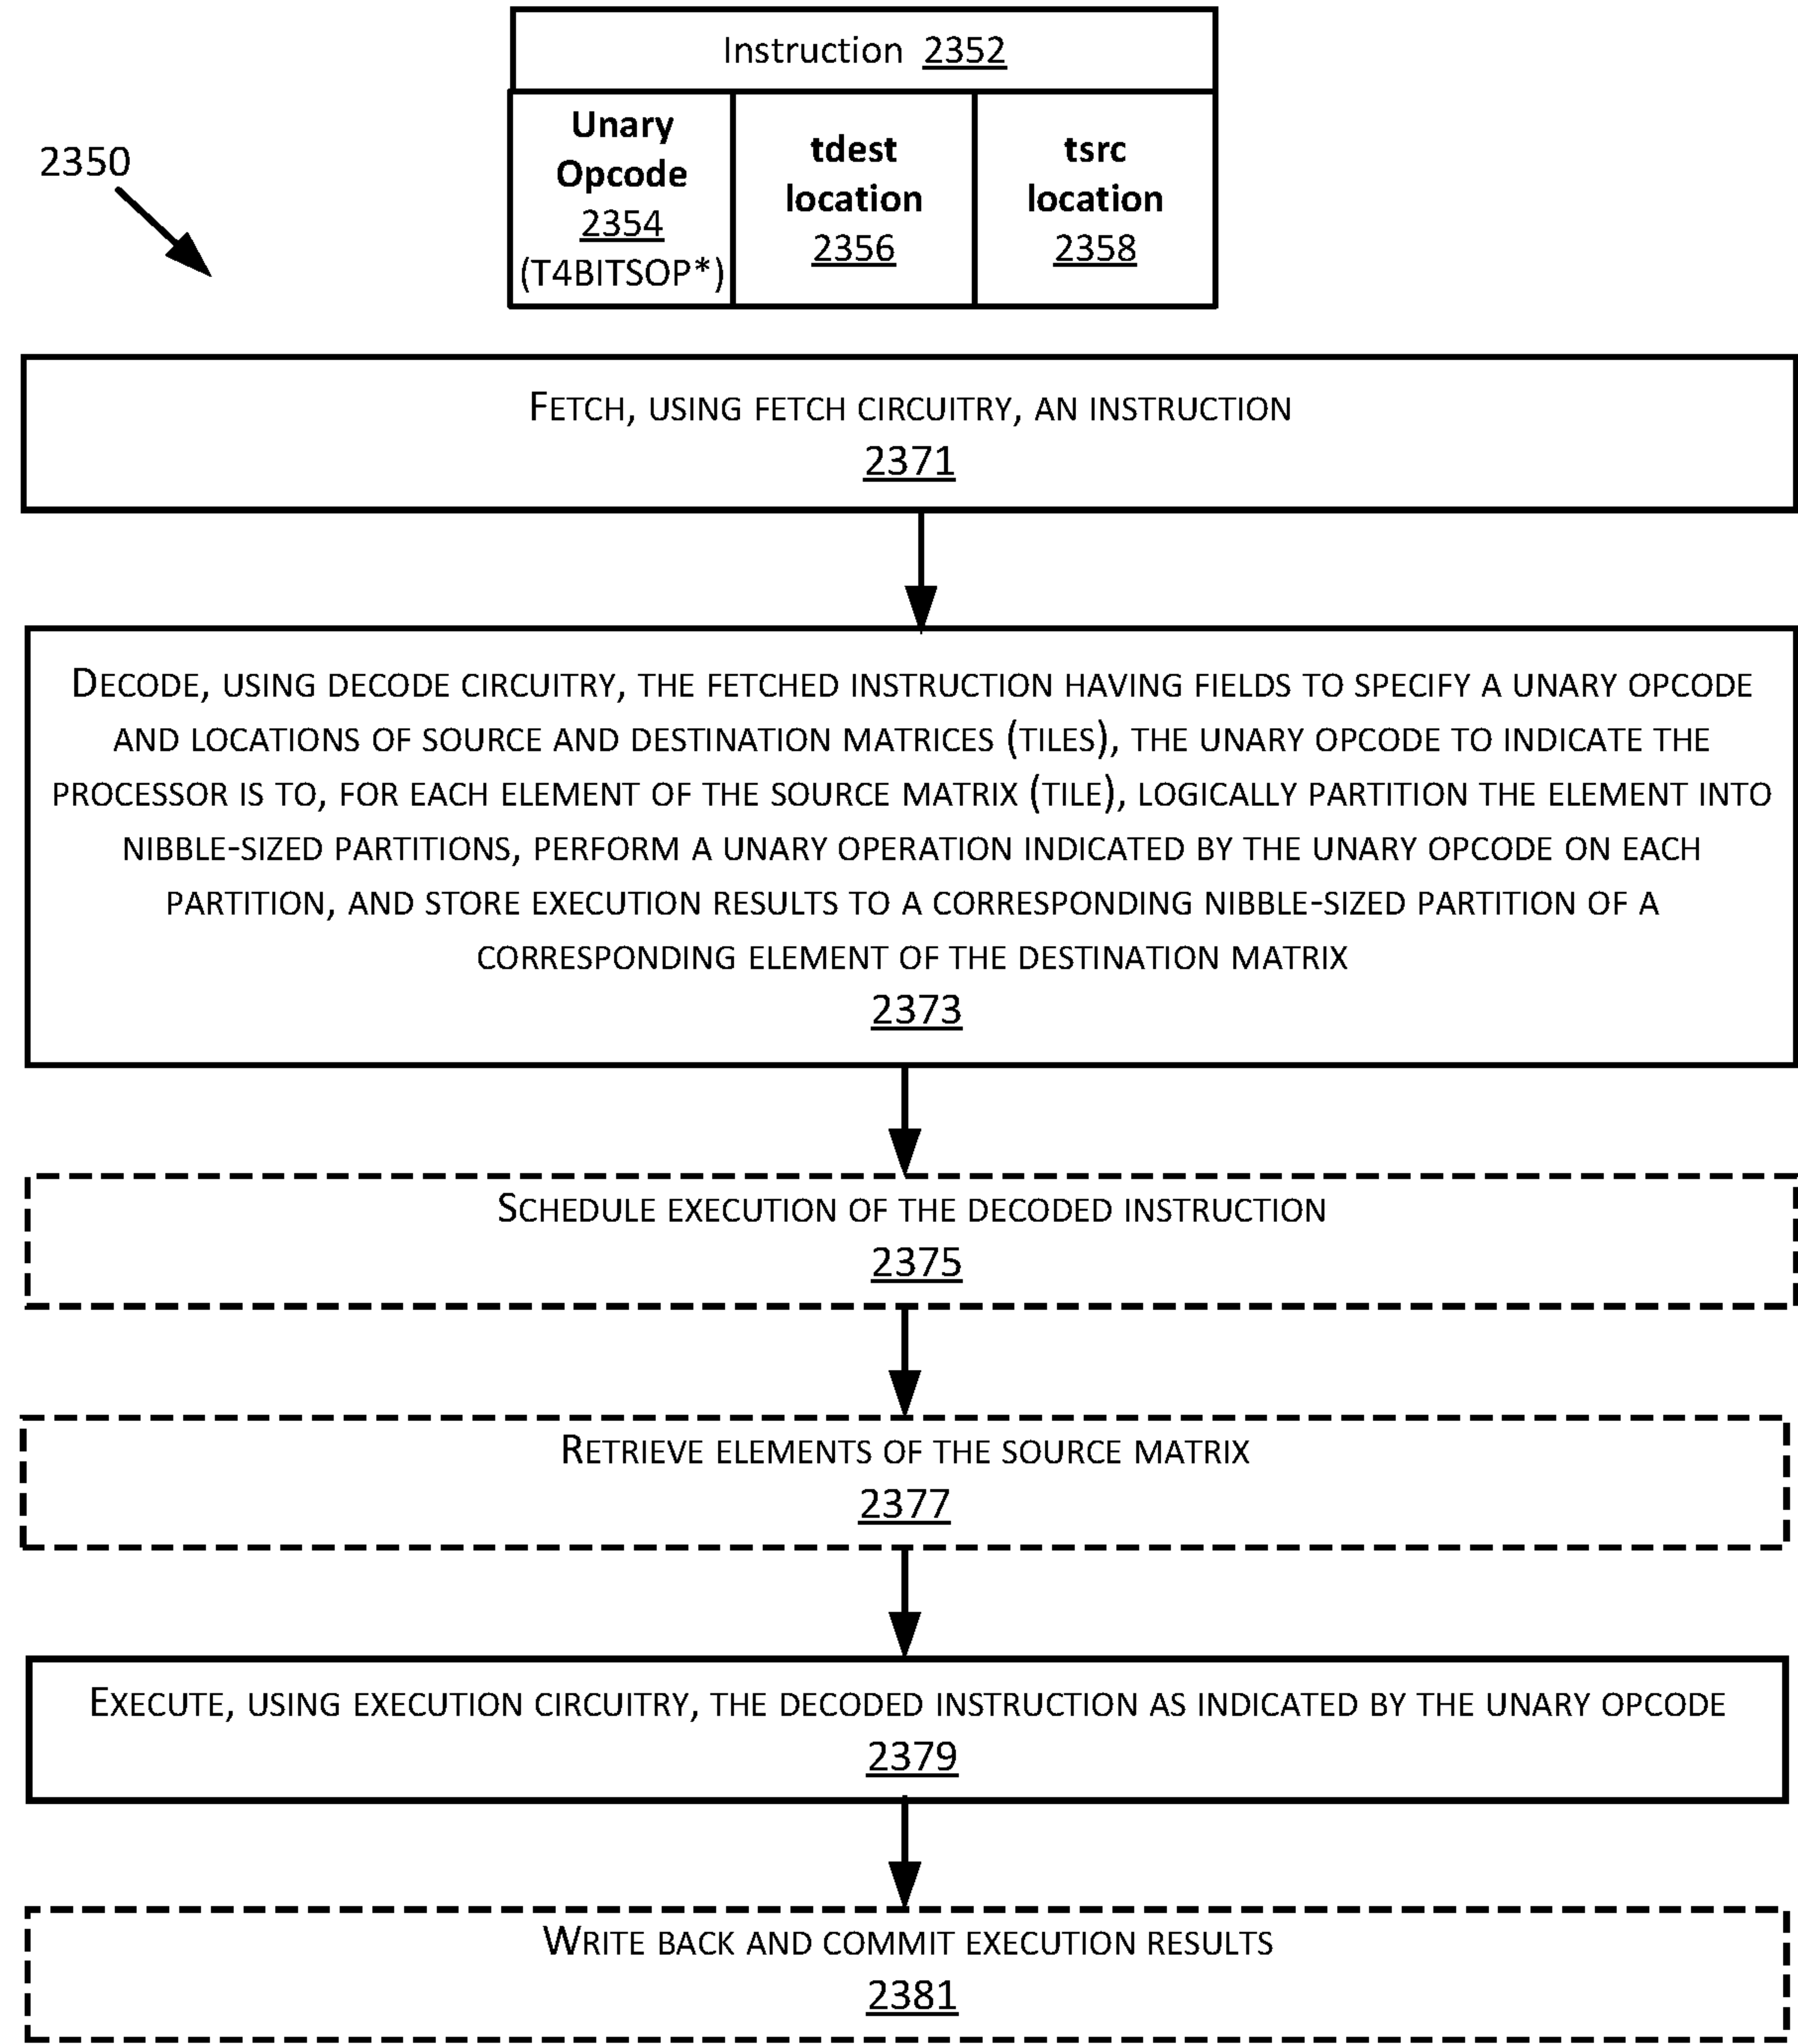 Instruction 2352
2350
Unary
Opcode
2354
(T4BITSOP*)
tdest
location
2356
tsrc
location
2358
FETCH, USING FETCH CIRCUITRY, AN INSTRUCTION
2371
DECODE, USING DECODE CIRCUITRY, THE FETCHED INSTRUCTION HAVING FIELDS TO SPECIFY A UNARY OPCODE
AND LOCATIONS OF SOURCE AND DESTINATION MATRICES (TILES), THE UNARY OPCODE TO INDICATE THE
PROCESSOR IS TO, FOR EACH ELEMENT OF THE SOURCE MATRIX (TILE), LOGICALLY PARTITION THE ELEMENT INTO
NIBBLE-SIZED PARTITIONS, PERFORM A UNARY OPERATION INDICATED BY THE UNARY OPCODE ON EACH
PARTITION, AND STORE EXECUTION RESULTS TO A CORRESPONDING NIBBLE-SIZED PARTITION OF A
CORRESPONDING ELEMENT OF THE DESTINATION MATRIX
2373
SCHEDULE EXECUTION OF THE DECODED INSTRUCTION
2375
RETRIEVE ELEMENTS OF THE SOURCE MATRIX
2377
EXECUTE, USING EXECUTION CIRCUITRY, THE DECODED INSTRUCTION AS INDICATED BY THE UNARY OPCODE
2379
WRITE BACK AND COMMIT EXECUTION RESULTS
2381